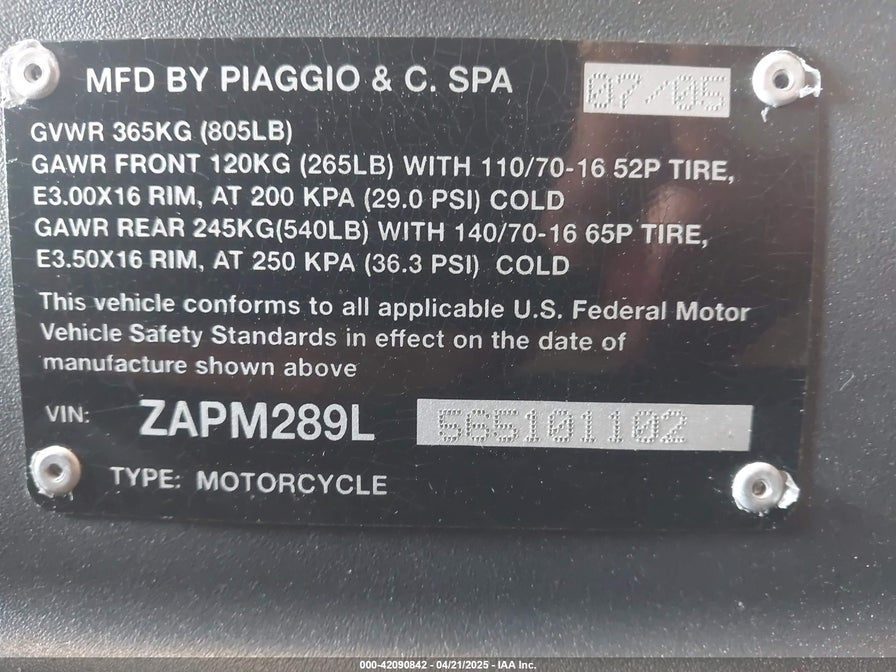 MFD BY PIAGGIO & C. SPA 07/05
GVWR 365KG (805LB)
GAWR FRONT 120KG (265LB) WITH 110/70-16 52P TIRE,
E3.00X16 RIM, AT 200 KPA (29.0 PSI) COLD
GAWR REAR 245KG(540LB) WITH 140/70-16 65P TIRE,
E3.50X16 RIM, AT 250 KPA (36.3 PSI) COLD
This vehicle conforms to all applicable U.S. Federal Motor
Vehicle Safety Standards in effect on the date of
manufacture shown above
VIN: ZAPM289L 565101102
TYPE: MOTORCYCLE
000-42090842 - 04/21/2025 - IAA Inc.